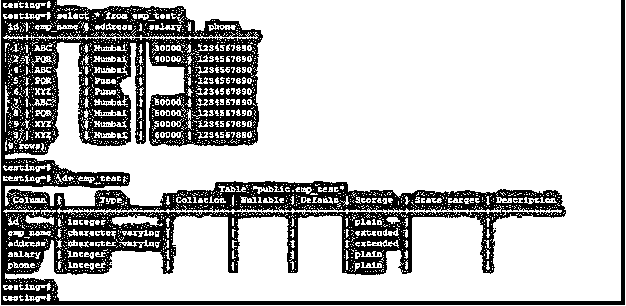 testing=#
testing=# select * from emp_test;
id | emp_name | address | salary | phone
1 | ABC | Mumbai | 30000 | 1234567890
2 | PQR | Mumbai | 40000 | 1234567890
4 | ABC | Mumbai | | 1234567890
5 | PQR | Pune | | 1234567890
6 | XYZ | Pune | | 1234567890
7 | ABC | Mumbai | 50000 | 1234567890
8 | PQR | Mumbai | 50000 | 1234567890
9 | XYZ | Mumbai | 50000 | 1234567890
| XYZ | Mumbai | 60000 | 1234567890
(9 rows)
testing=#
testing=# \d+ emp_test;
Table "public.emp_test"
Column | Type | Collation | Nullable | Default | Storage | Stats target | Description
id | integer | | | | plain | |
emp_name | character varying | | | | extended | |
address | character varying | | | | extended | |
salary | integer | | | | plain | |
phone | integer | | | | plain | |
testing=#
testing=#